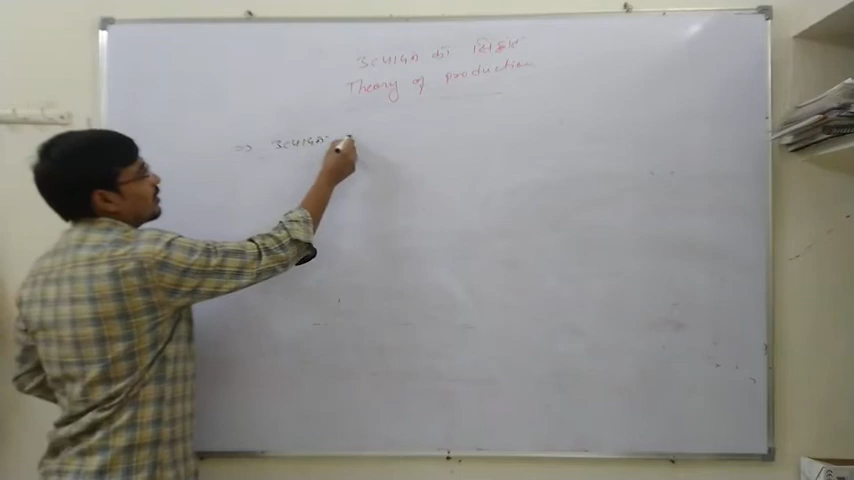 उत्पादन का सिद्धांत
Theory of production
=> उत्पादन